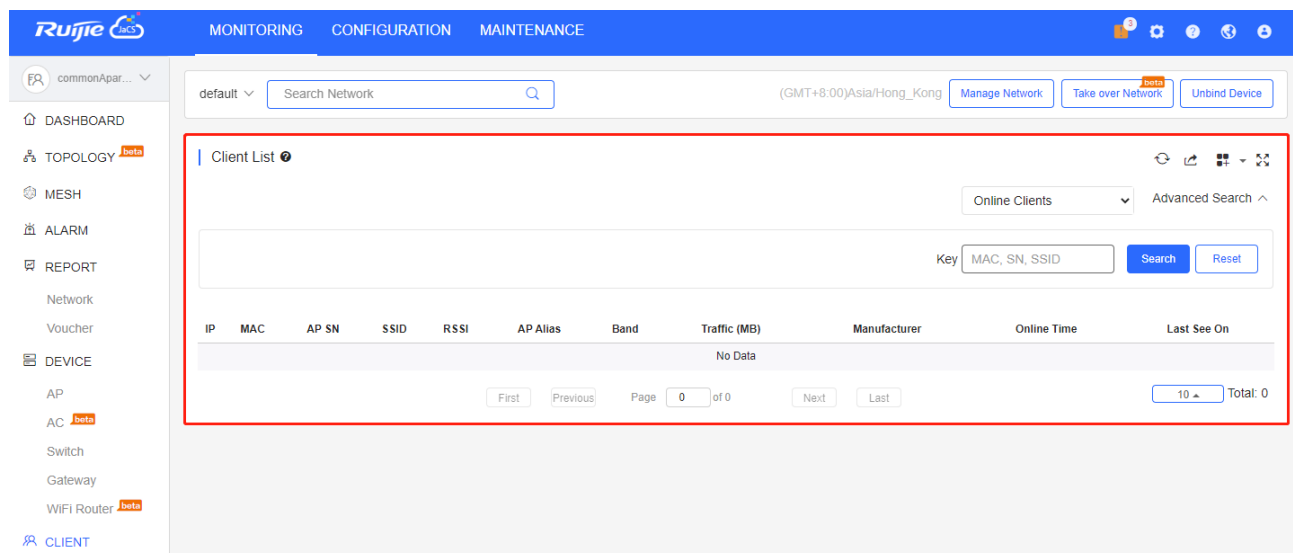 Ruijie JaCS MONITORING CONFIGURATION MAINTENANCE 3
commonApar...
default Search Network (GMT+8:00)Asia/Hong_Kong Manage Network Take over Network beta Unbind Device
DASHBOARD
TOPOLOGY beta
MESH
ALARM
REPORT
Network
Voucher
DEVICE
AP
AC beta
Switch
Gateway
WiFi Router beta
CLIENT
Client List
Online Clients Advanced Search
Key MAC, SN, SSID Search Reset
IP MAC AP SN SSID RSSI AP Alias Band Traffic (MB) Manufacturer Online Time Last See On
No Data
First Previous Page 0 of 0 Next Last 10 Total: 0